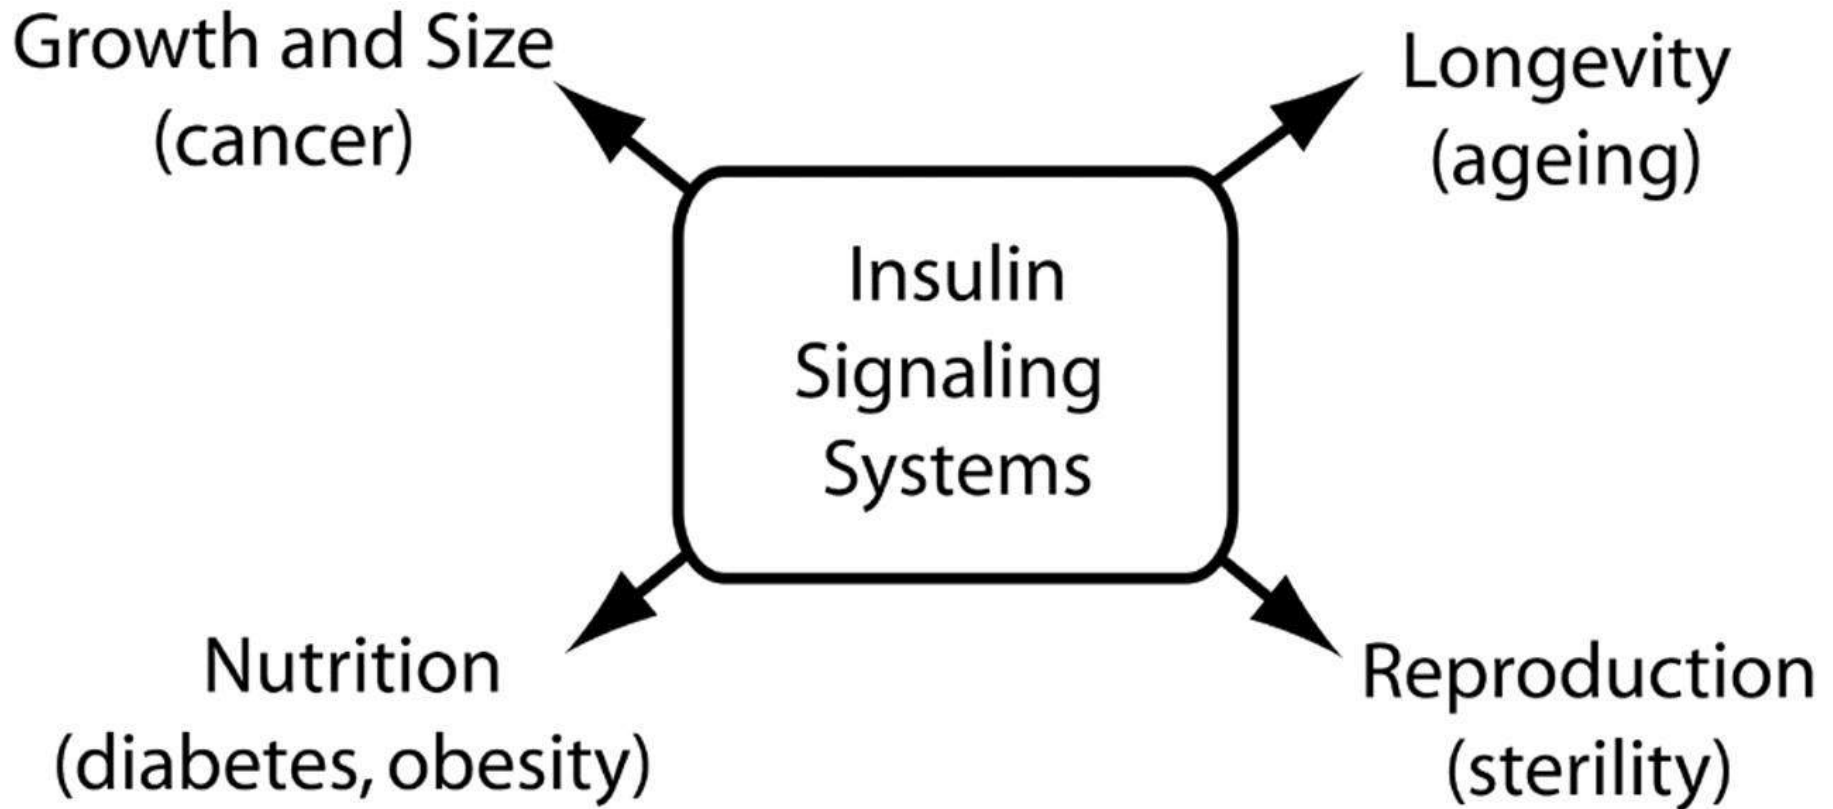 Growth and Size
(cancer)
Longevity
(ageing)
Insulin
Signaling
Systems
Nutrition
(diabetes, obesity)
Reproduction
(sterility)